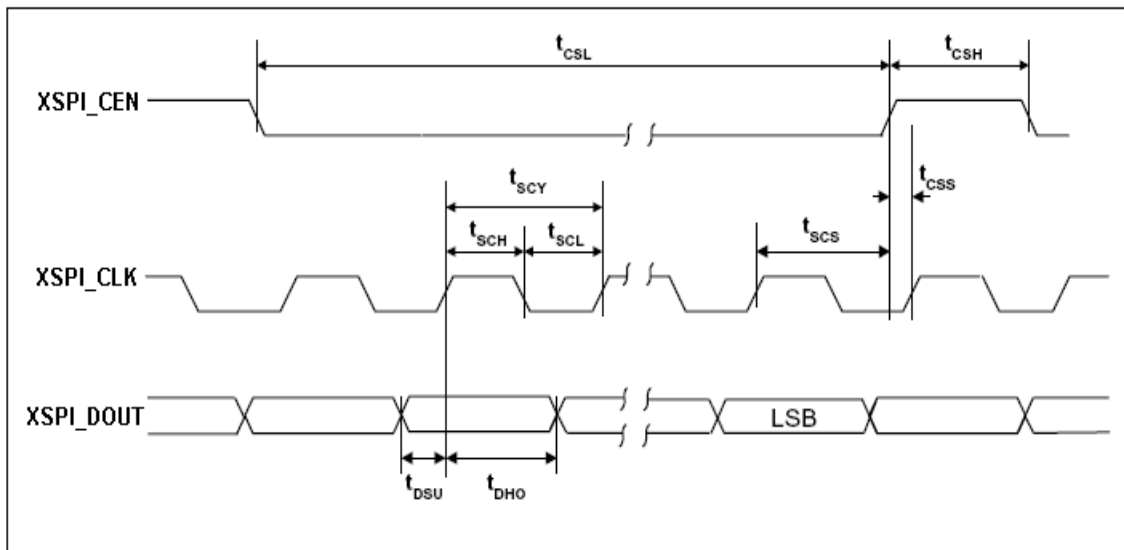 tCSL
tCSH
XSPI_CEN
tCSS
tSCY
tSCH
tSCL
tSCS
XSPI_CLK
XSPI_DOUT
LSB
tDSU
tDHO